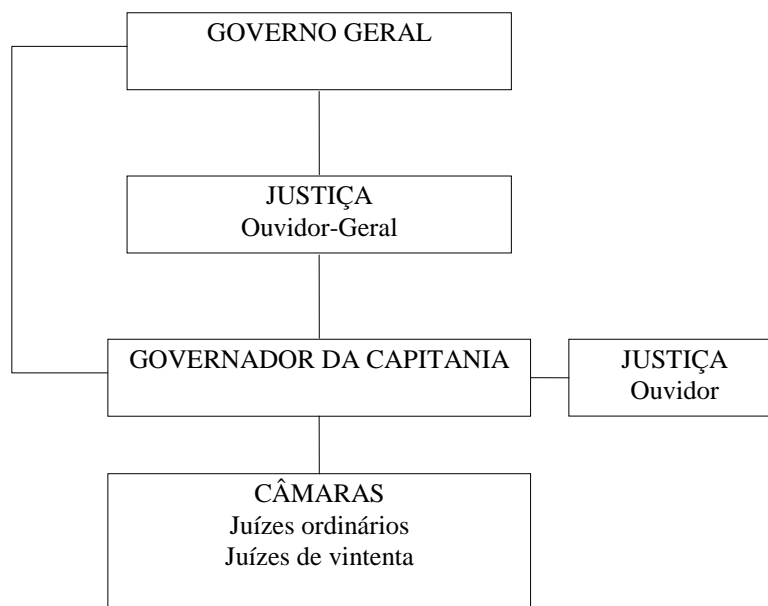 GOVERNO GERAL
JUSTIÇA
Ouvidor-Geral
GOVERNADOR DA CAPITANIA
JUSTIÇA
Ouvidor
CÂMARAS
Juízes ordinários
Juízes de vintenta